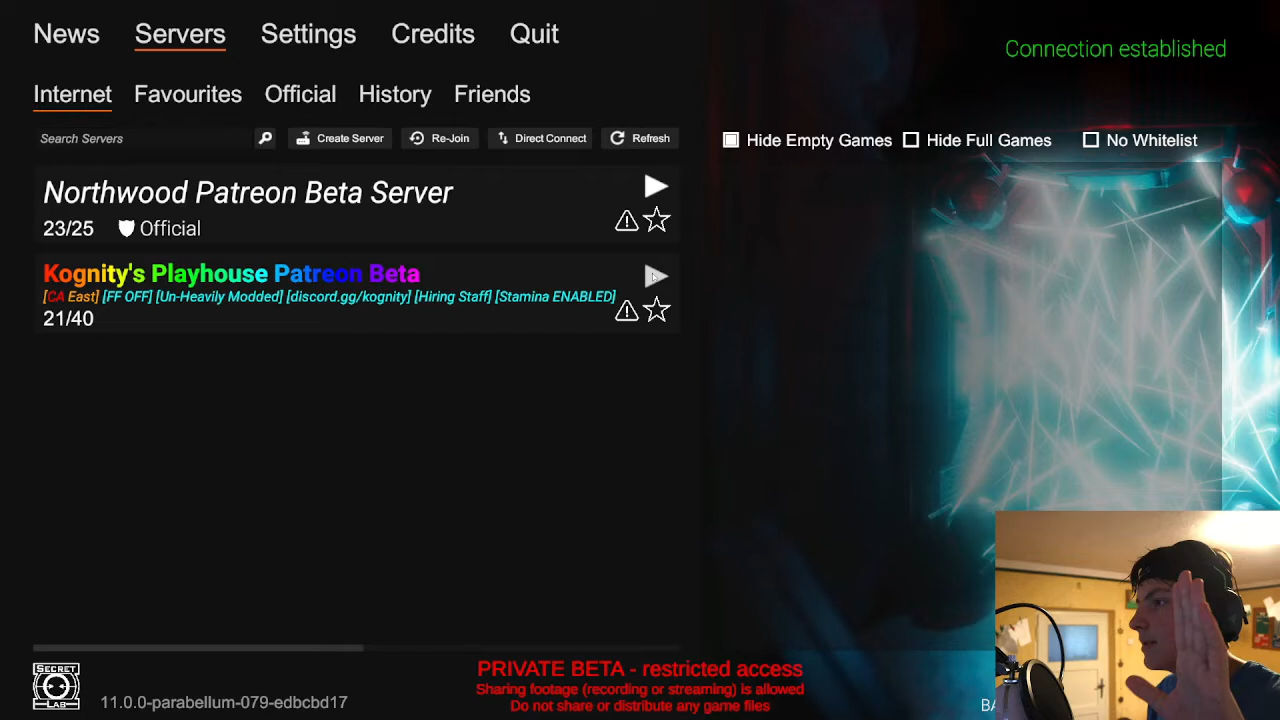 News Servers Settings Credits Quit
Connection established
Internet Favourites Official History Friends
Search Servers Create Server Re-Join Direct Connect Refresh
Hide Empty Games Hide Full Games No Whitelist
Northwood Patreon Beta Server
23/25 Official
Kognity's Playhouse Patreon Beta
[CA East] [FF OFF] [Un-Heavily Modded] [discord.gg/kognity] [Hiring Staff] [Stamina ENABLED]
21/40
SECRET
LAB
11.0.0-parabellum-079-edbcbd17
PRIVATE BETA - restricted access
Sharing footage (recording or streaming) is allowed
Do not share or distribute any game files